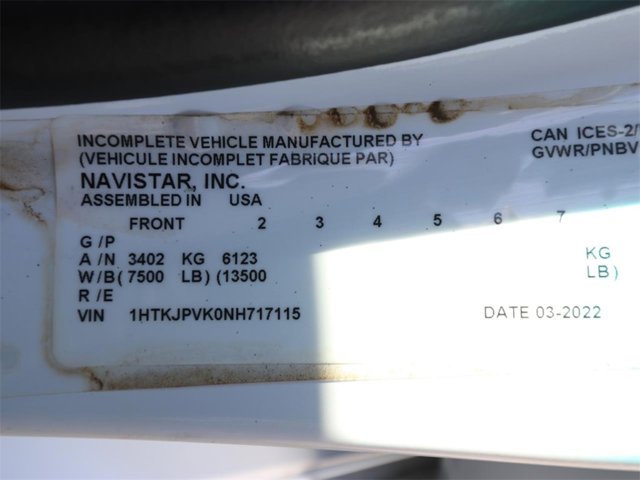 INCOMPLETE VEHICLE MANUFACTURED BY
(VEHICULE INCOMPLET FABRIQUE PAR)
NAVISTAR, INC.
ASSEMBLED IN USA
CAN ICES-2/
GVWR/PNBV
FRONT 2 3 4 5 6 7
G /P
A / N 3402 KG 6123 KG
W / B( 7500 LB) (13500 LB)
R / E
VIN 1HTKJPVK0NH717115 DATE 03-2022